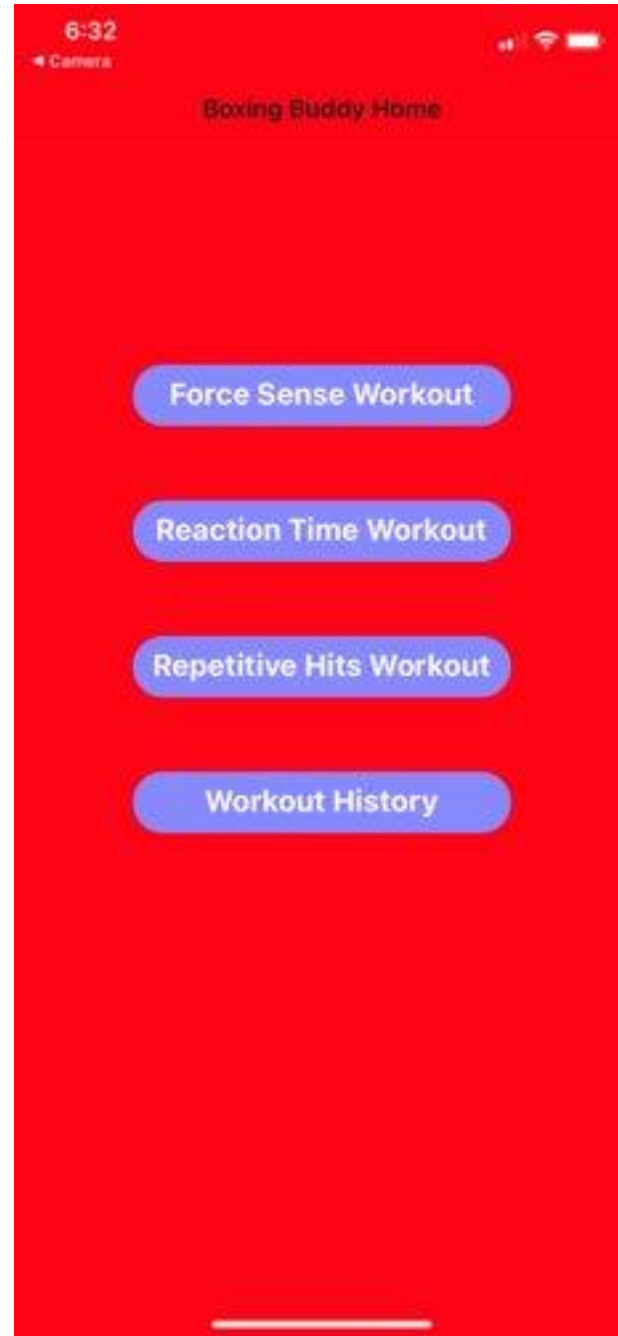 6:32
◀ Camera
Boxing Buddy Home
Force Sense Workout
Reaction Time Workout
Repetitive Hits Workout
Workout History